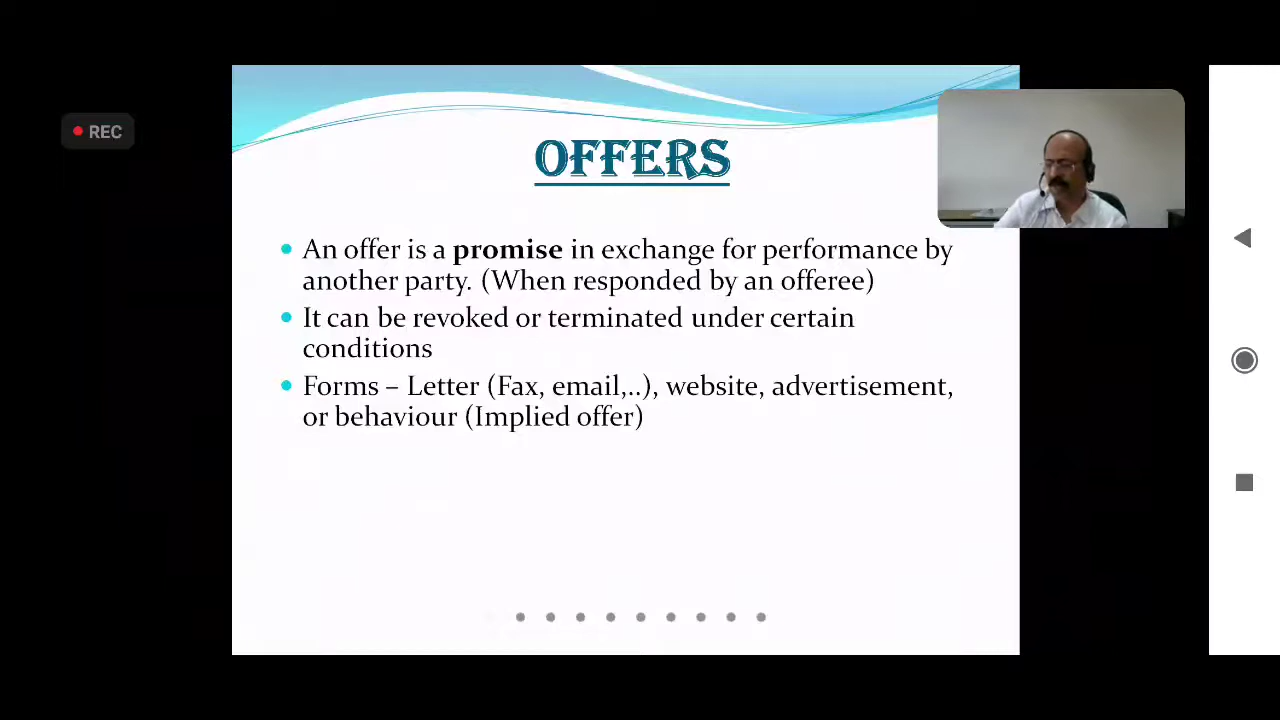 REC
OFFERS
An offer is a promise in exchange for performance by
another party. (When responded by an offeree)
It can be revoked or terminated under certain
conditions
Forms – Letter (Fax, email,..), website, advertisement,
or behaviour (Implied offer)